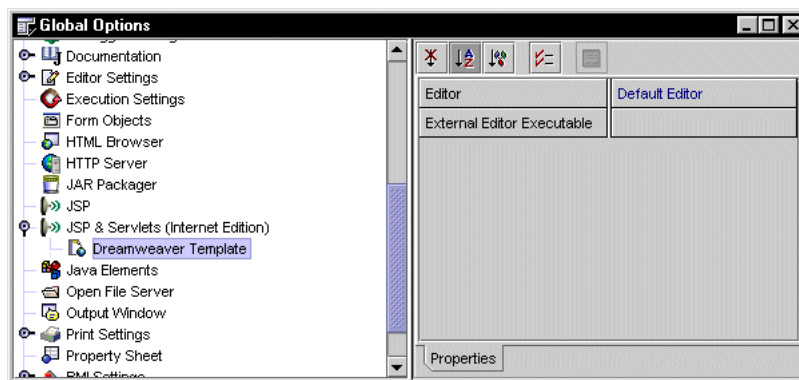 Global Options
Documentation
Editor Settings
Execution Settings
Form Objects
HTML Browser
HTTP Server
JAR Packager
JSP
JSP & Servlets (Internet Edition)
Dreamweaver Template
Java Elements
Open File Server
Output Window
Print Settings
Property Sheet
Editor
Default Editor
External Editor Executable
Properties